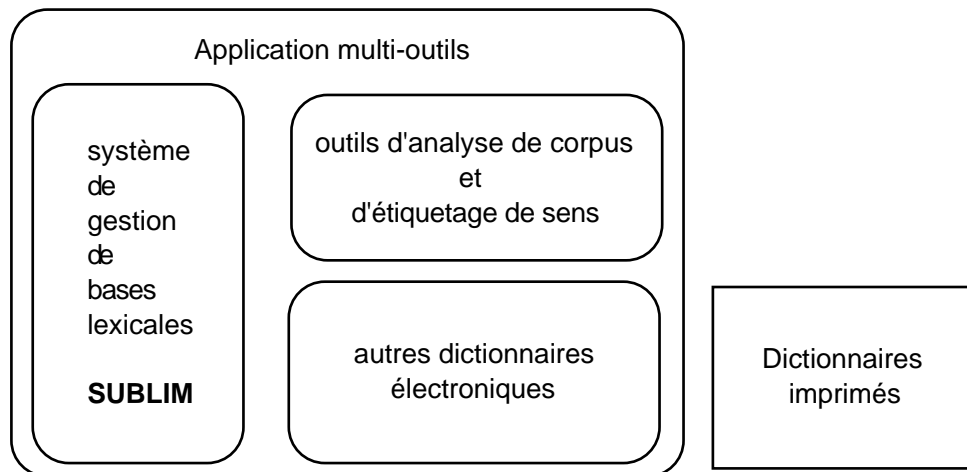 Application multi-outils
système
de
gestion
de
bases
lexicales
SUBLIM
outils d'analyse de corpus
et
d'étiquetage de sens
autres dictionnaires
électroniques
Dictionnaires
imprimés